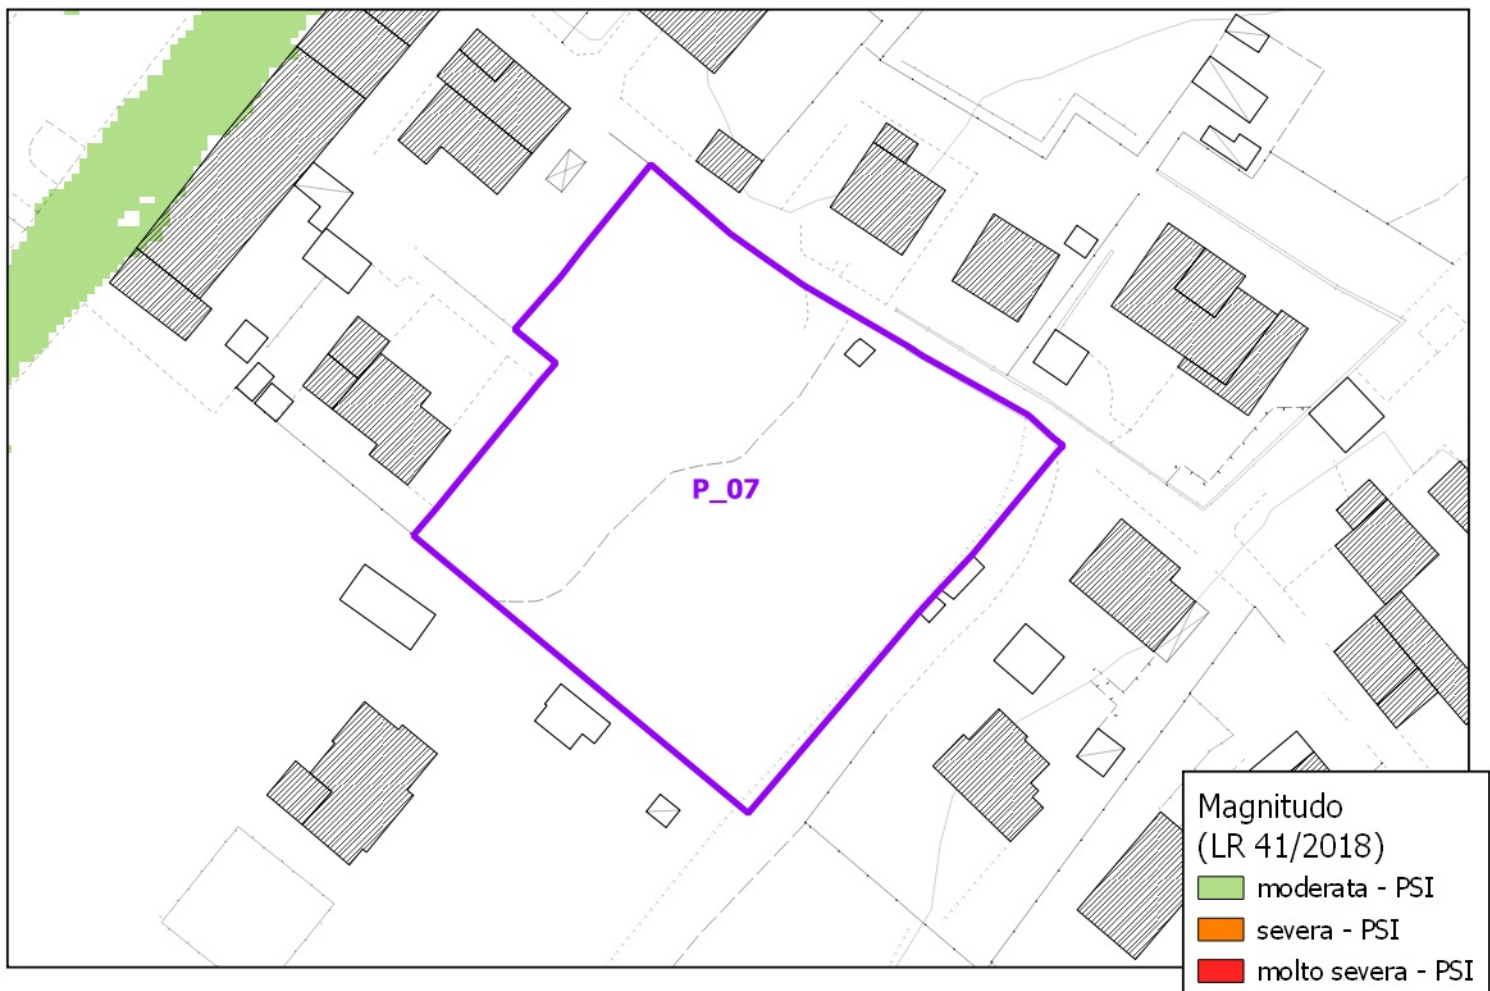 P_07
Magnitudo
(LR 41/2018)
moderata - PSI
severa - PSI
molto severa - PSI